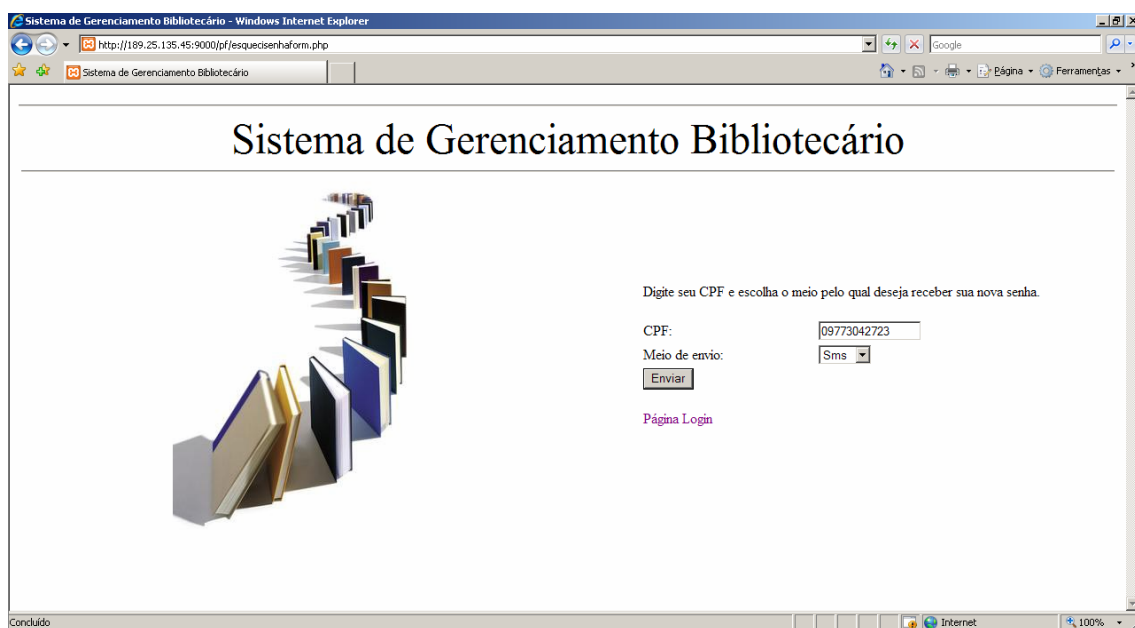 Sistema de Gerenciamento Bibliotecário - Windows Internet Explorer
http://189.25.135.45:9000/pf/esquecisenhaform.php
Google
Sistema de Gerenciamento Bibliotecário
Página
Ferramentas
Sistema de Gerenciamento Bibliotecário
Digite seu CPF e escolha o meio pelo qual deseja receber sua nova senha.
CPF: 09773042723
Meio de envio: Sms
Enviar
Página Login
Concluído
Internet
100%